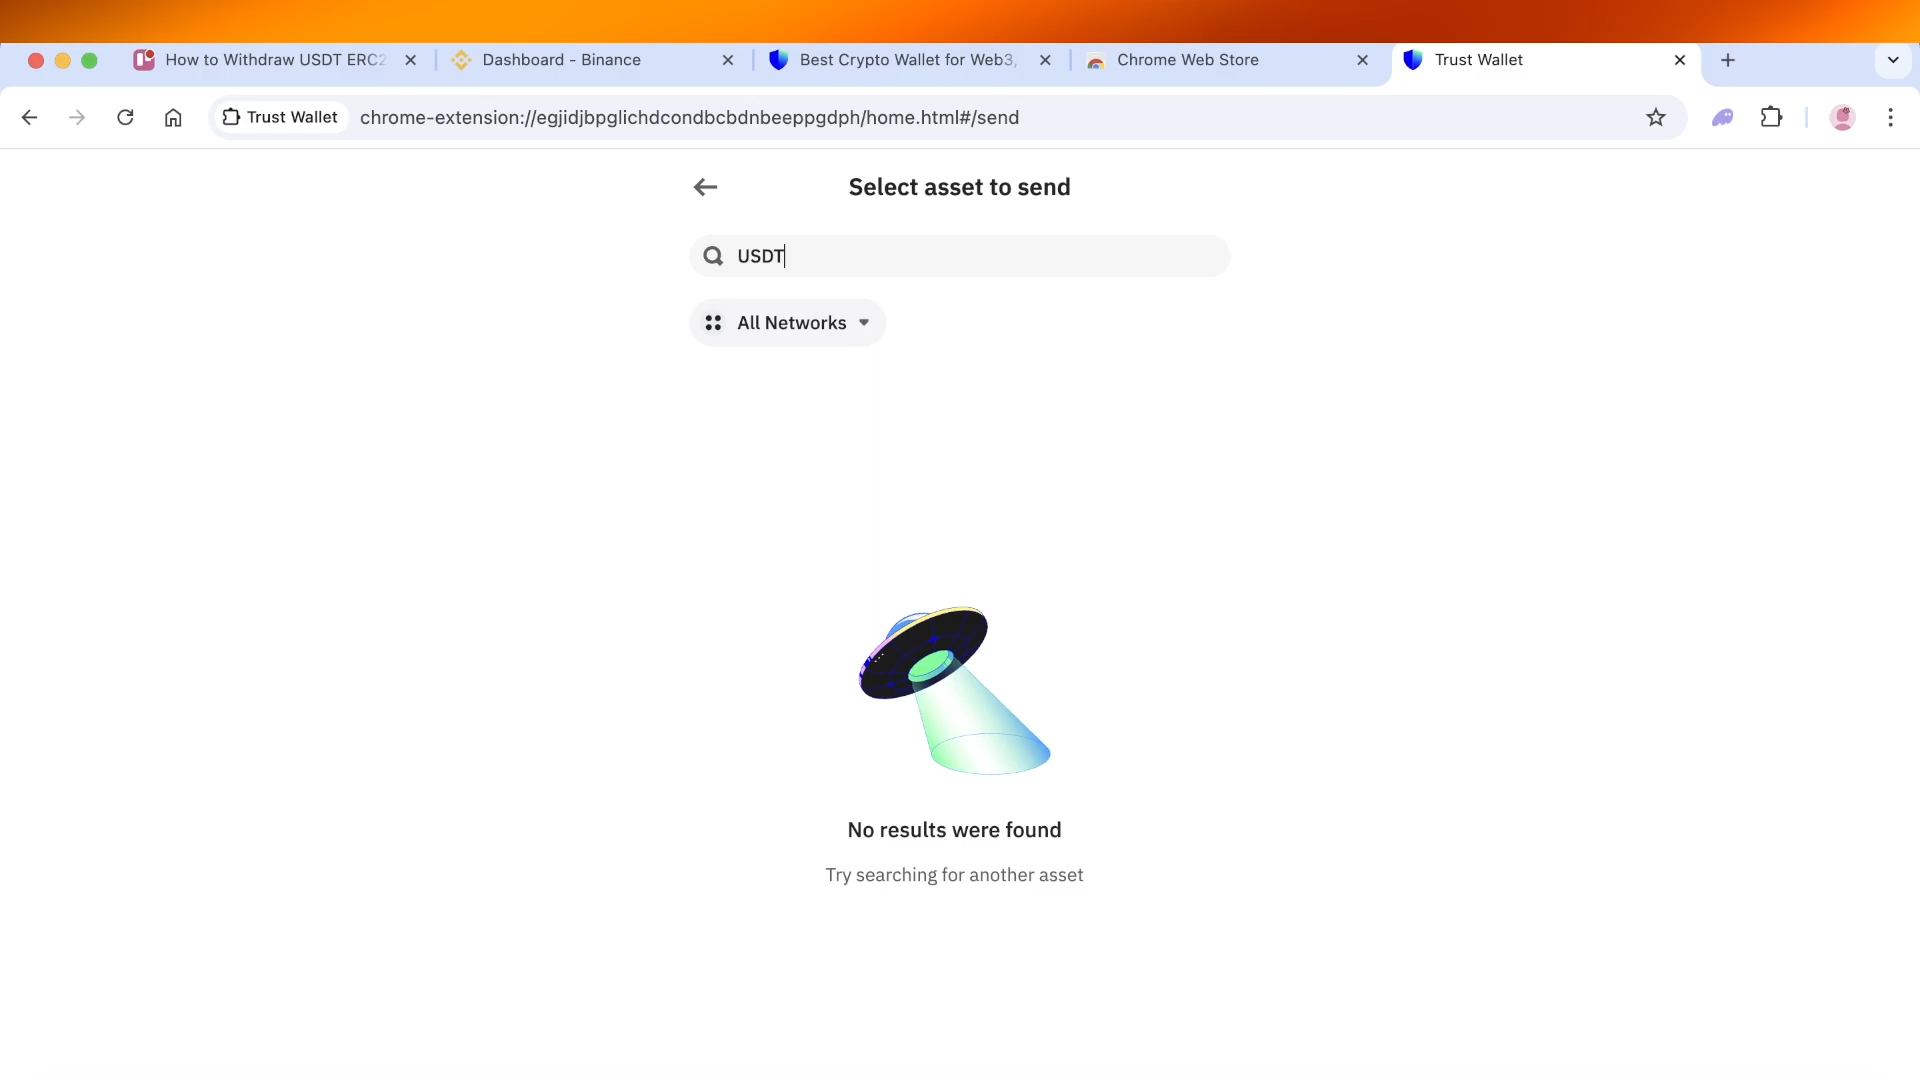 How to Withdraw USDT ERC2
Dashboard - Binance
Best Crypto Wallet for Web3,
Chrome Web Store
Trust Wallet
Trust Wallet
chrome-extension://egjidjbpglichdcondbcbdnbeeppgdph/home.html#/send
Select asset to send
USDT
All Networks
No results were found
Try searching for another asset